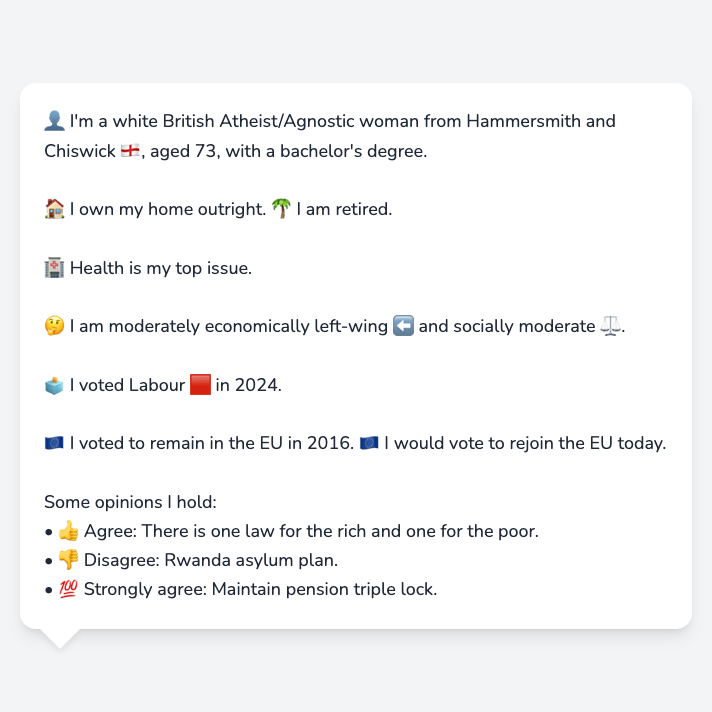 👤 I'm a white British Atheist/Agnostic woman from Hammersmith and
Chiswick 🏴󠁧󠁢󠁥󠁮󠁧󠁿, aged 73, with a bachelor's degree.
🏠 I own my home outright. 🌴 I am retired.
🏥 Health is my top issue.
🤔 I am moderately economically left-wing ⬅️ and socially moderate ⚖️.
🗳️ I voted Labour 🟥 in 2024.
🇪🇺 I voted to remain in the EU in 2016. 🇪🇺 I would vote to rejoin the EU today.
Some opinions I hold:
• 👍 Agree: There is one law for the rich and one for the poor.
• 👎 Disagree: Rwanda asylum plan.
• 💯 Strongly agree: Maintain pension triple lock.